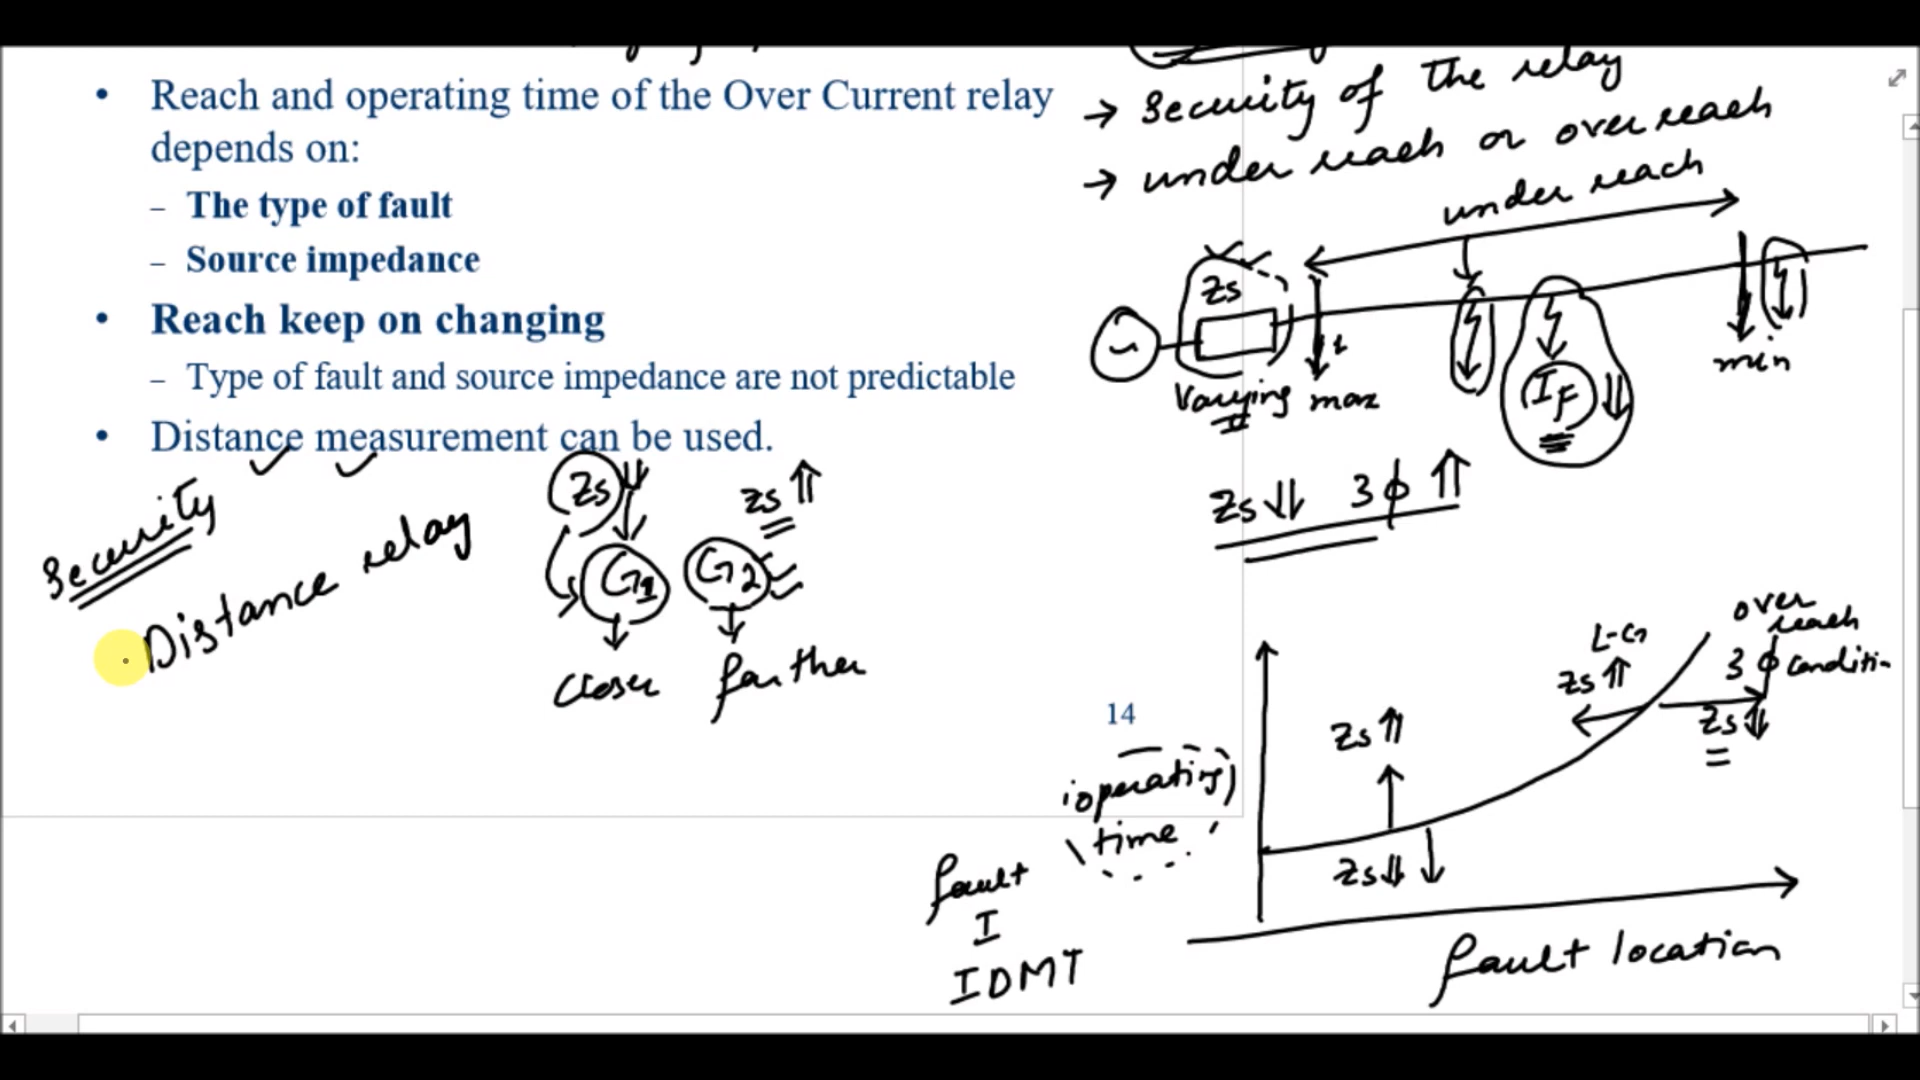 • Reach and operating time of the Over Current relay
depends on:
– The type of fault
– Source impedance
• Reach keep on changing
– Type of fault and source impedance are not predictable
• Distance measurement can be used.
Security
Distance relay
Zs
Zs
G1
G2
closer
farther
14
→ Security of the relay
→ under reach or over reach
under reach
Zs
Varying
max
IF
min
Zs 3ϕ
over
reach
L-G
3ϕ conditi
Zs
Zs
Zs
Zs
operating
time
fault
I
IDMT
fault location